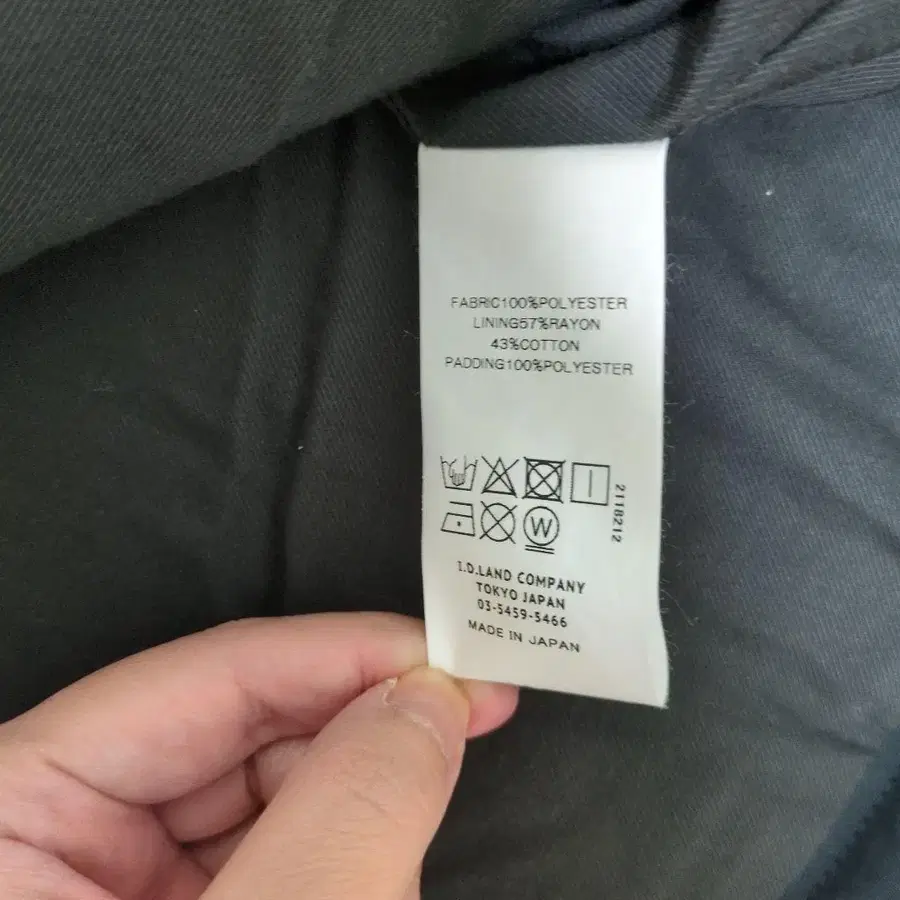 FABRIC100%POLYESTER
LINING57%RAYON
43%COTTON
PADDING100%POLYESTER
2118212
W
I.D.LAND COMPANY
TOKYO JAPAN
03-5459-5466
MADE IN JAPAN